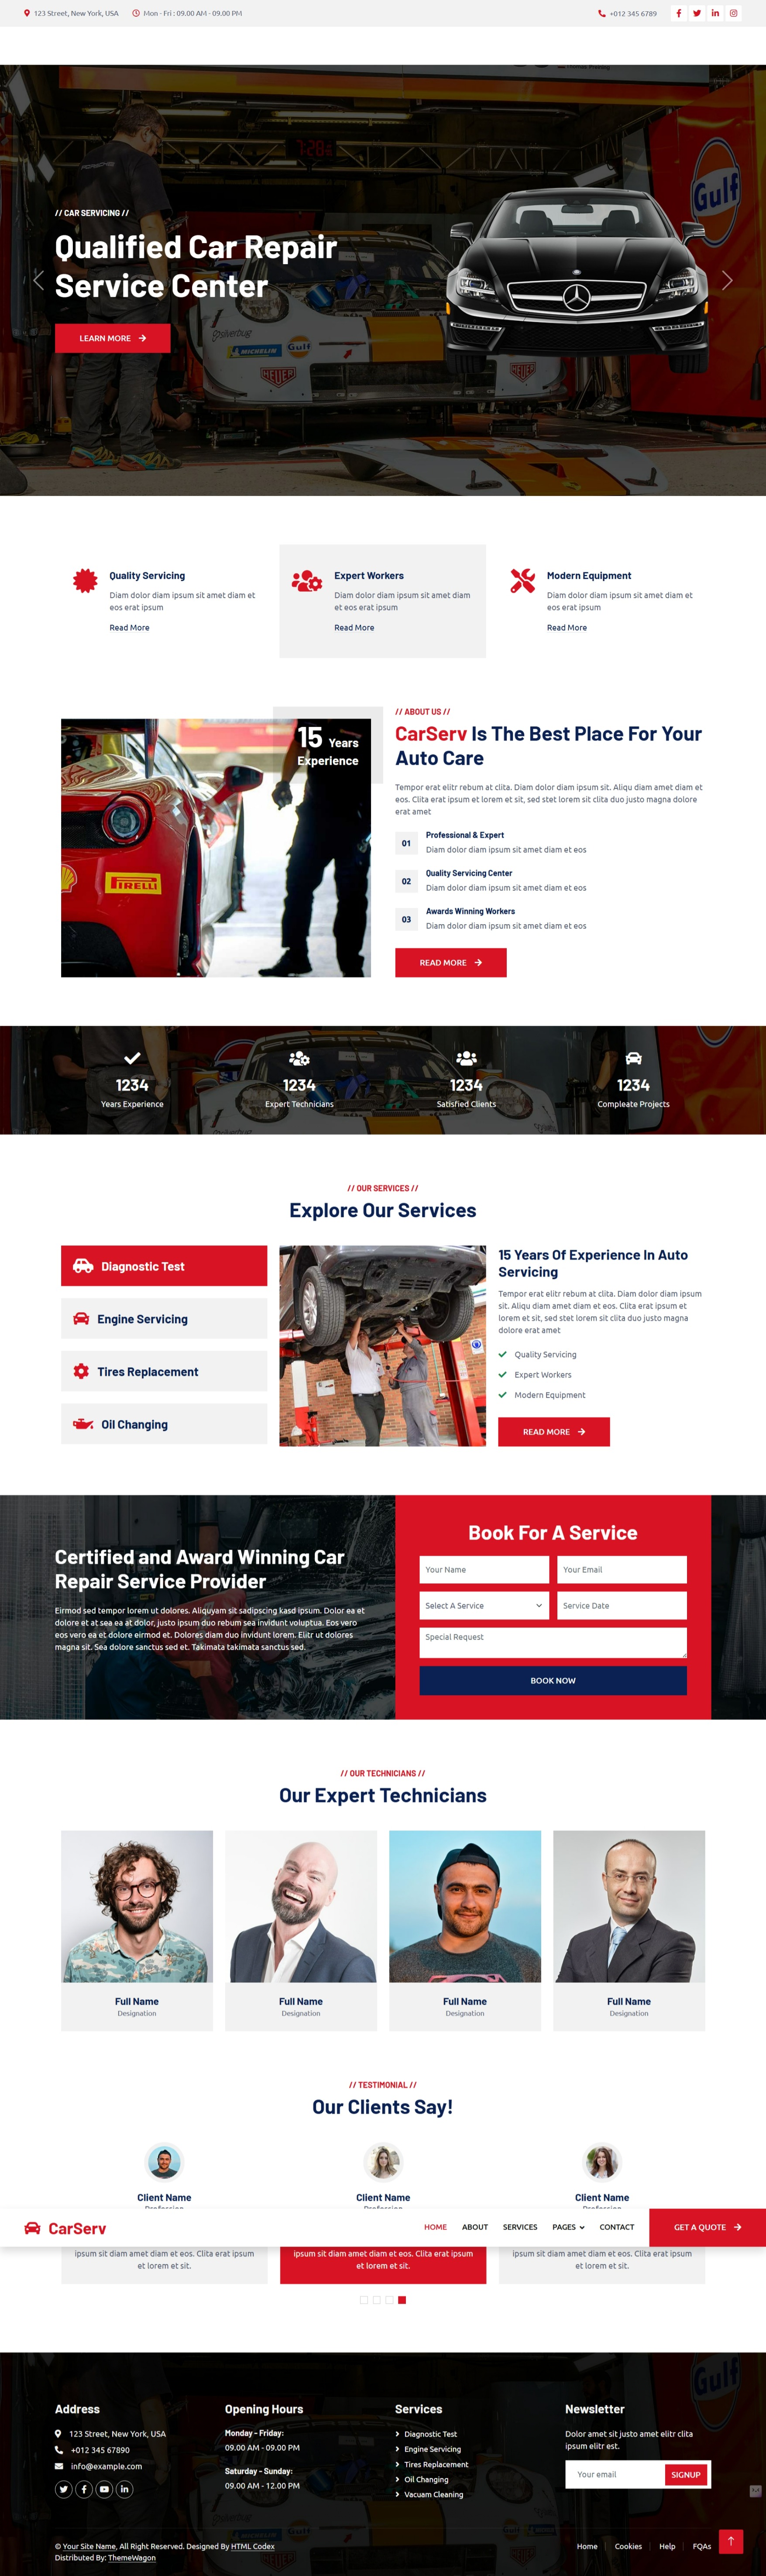 123 Street, New York, USA
Mon - Fri : 09.00 AM - 09.00 PM
+012 345 6789
// CAR SERVICING //
Qualified Car Repair
Service Center
LEARN MORE
Gulf
MICHELIN
Gulf
HEUER
HEUER
Quality Servicing
Diam dolor diam ipsum sit amet diam et
eos erat ipsum
Read More
Expert Workers
Diam dolor diam ipsum sit amet diam
et eos erat ipsum
Read More
Modern Equipment
Diam dolor diam ipsum sit amet diam et
eos erat ipsum
Read More
15 Years
Experience
PIRELLI
// ABOUT US //
CarServ Is The Best Place For Your
Auto Care
Tempor erat elitr rebum at clita. Diam dolor diam ipsum sit. Aliqu diam amet diam et
eos. Clita erat ipsum et lorem et sit, sed stet lorem sit clita duo justo magna dolore
erat amet
01
Professional & Expert
Diam dolor diam ipsum sit amet diam et eos
02
Quality Servicing Center
Diam dolor diam ipsum sit amet diam et eos
03
Awards Winning Workers
Diam dolor diam ipsum sit amet diam et eos
READ MORE
1234
Years Experience
1234
Expert Technicians
1234
Satisfied Clients
1234
Compleate Projects
// OUR SERVICES //
Explore Our Services
Diagnostic Test
Engine Servicing
Tires Replacement
Oil Changing
15 Years Of Experience In Auto
Servicing
Tempor erat elitr rebum at clita. Diam dolor diam ipsum
sit. Aliqu diam amet diam et eos. Clita erat ipsum et
lorem et sit, sed stet lorem sit clita duo justo magna
dolore erat amet
Quality Servicing
Expert Workers
Modern Equipment
READ MORE
Certified and Award Winning Car
Repair Service Provider
Eirmod sed tempor lorem ut dolores. Aliquyam sit sadipscing kasd ipsum. Dolor ea et
dolore et at sea ea at dolor, justo ipsum duo rebum sea invidunt voluptua. Eos vero
eos vero ea et dolore eirmod et. Dolores diam duo invidunt lorem. Elitr ut dolores
magna sit. Sea dolore sanctus sed et. Takimata takimata sanctus sed.
Book For A Service
Your Name
Your Email
Select A Service
Service Date
Special Request
BOOK NOW
// OUR TECHNICIANS //
Our Expert Technicians
Full Name
Designation
Full Name
Designation
Full Name
Designation
Full Name
Designation
// TESTIMONIAL //
Our Clients Say!
Client Name
Client Name
Client Name
CarServ
HOME
ABOUT
SERVICES
PAGES
CONTACT
GET A QUOTE
ipsum sit diam amet diam et eos. Clita erat ipsum
et lorem et sit.
ipsum sit diam amet diam et eos. Clita erat ipsum
et lorem et sit.
ipsum sit diam amet diam et eos. Clita erat ipsum
et lorem et sit.
Address
123 Street, New York, USA
+012 345 67890
info@example.com
Opening Hours
Monday - Friday:
09.00 AM - 09.00 PM
Saturday - Sunday:
09.00 AM - 12.00 PM
Services
Diagnostic Test
Engine Servicing
Tires Replacement
Oil Changing
Vacuam Cleaning
Newsletter
Dolor amet sit justo amet elitr clita
ipsum elitr est.
Your email
SIGNUP
© Your Site Name, All Right Reserved. Designed By HTML Codex
Distributed By: ThemeWagon
Home
Cookies
Help
FQAs